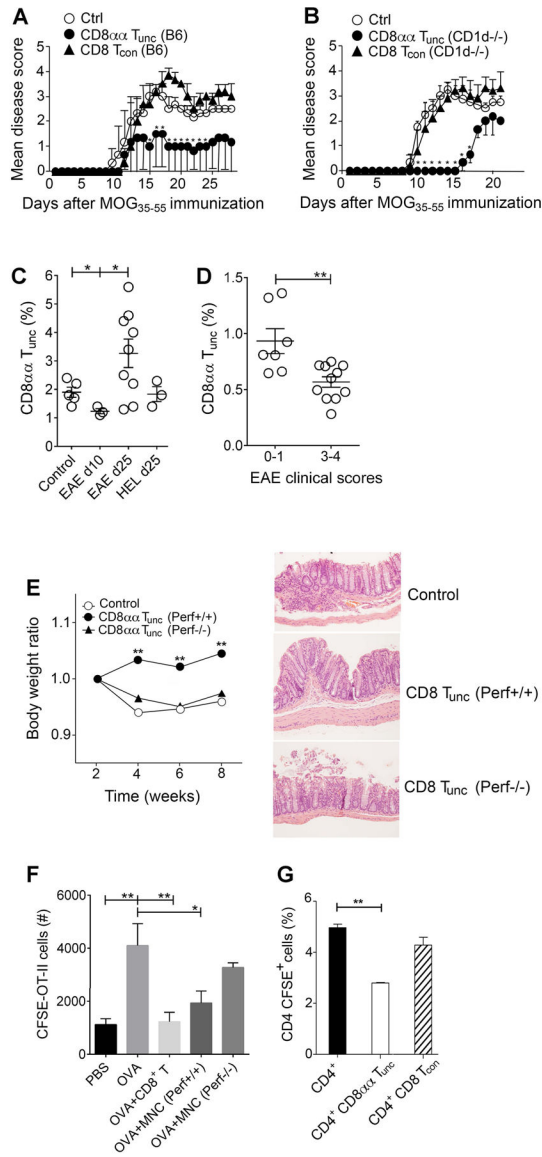 A
Ctrl
CD8αα Tunc (B6)
CD8 Tcon (B6)
Mean disease score
5
4
3
2
1
0
0 5 10 15 20 25
Days after MOG35-55 immunization
B
Ctrl
CD8αα Tunc (CD1d-/-)
CD8 Tcon (CD1d-/-)
Mean disease score
5
4
3
2
1
0
0 5 10 15 20
Days after MOG35-55 immunization
C
CD8αα Tunc (%)
6
5
4
3
2
1
0
* *
Control
EAE d10
EAE d25
HEL d25
D
CD8αα Tunc (%)
1.5
1.0
0.5
0.0
**
0-1 3-4
EAE clinical scores
E
Control
CD8αα Tunc (Perf+/+)
CD8αα Tunc (Perf-/-)
Body weight ratio
1.1
1.0
0.9
** ** **
2 4 6 8
Time (weeks)
Control
CD8 Tunc (Perf+/+)
CD8 Tunc (Perf-/-)
F
CFSE-OT-II cells (#)
6000
4000
2000
0
** **
*
PBS
OVA
OVA+CD8+ T
OVA+MNC (Perf+/+)
OVA+MNC (Perf-/-)
G
CD4 CFSE+ cells (%)
6
4
2
0
**
CD4+
CD4+ CD8αα Tunc
CD4+ CD8 Tcon